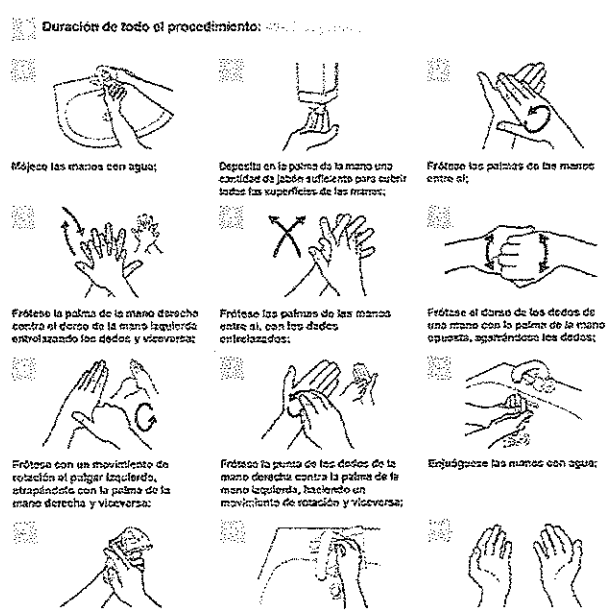 Duración de todo el procedimiento:
Mójese las manos con agua;
Deposite en la palma de la mano una
cantidad de jabón suficiente para cubrir
todas las superficies de las manos;
Frótese las palmas de las manos
entre sí;
Frótese la palma de la mano derecha
contra el dorso de la mano izquierda
entrelazando los dedos y viceversa;
Frótese las palmas de las manos
entre sí, con los dedos
entrelazados;
Frótese el dorso de los dedos de
una mano con la palma de la mano
opuesta, agarrándose los dedos;
Frótese con un movimiento de
rotación el pulgar izquierdo,
atrapándolo con la palma de la
mano derecha y viceversa;
Frótese la punta de los dedos de la
mano derecha contra la palma de la
mano izquierda, haciendo un
movimiento de rotación y viceversa;
Enjuáguese las manos con agua;